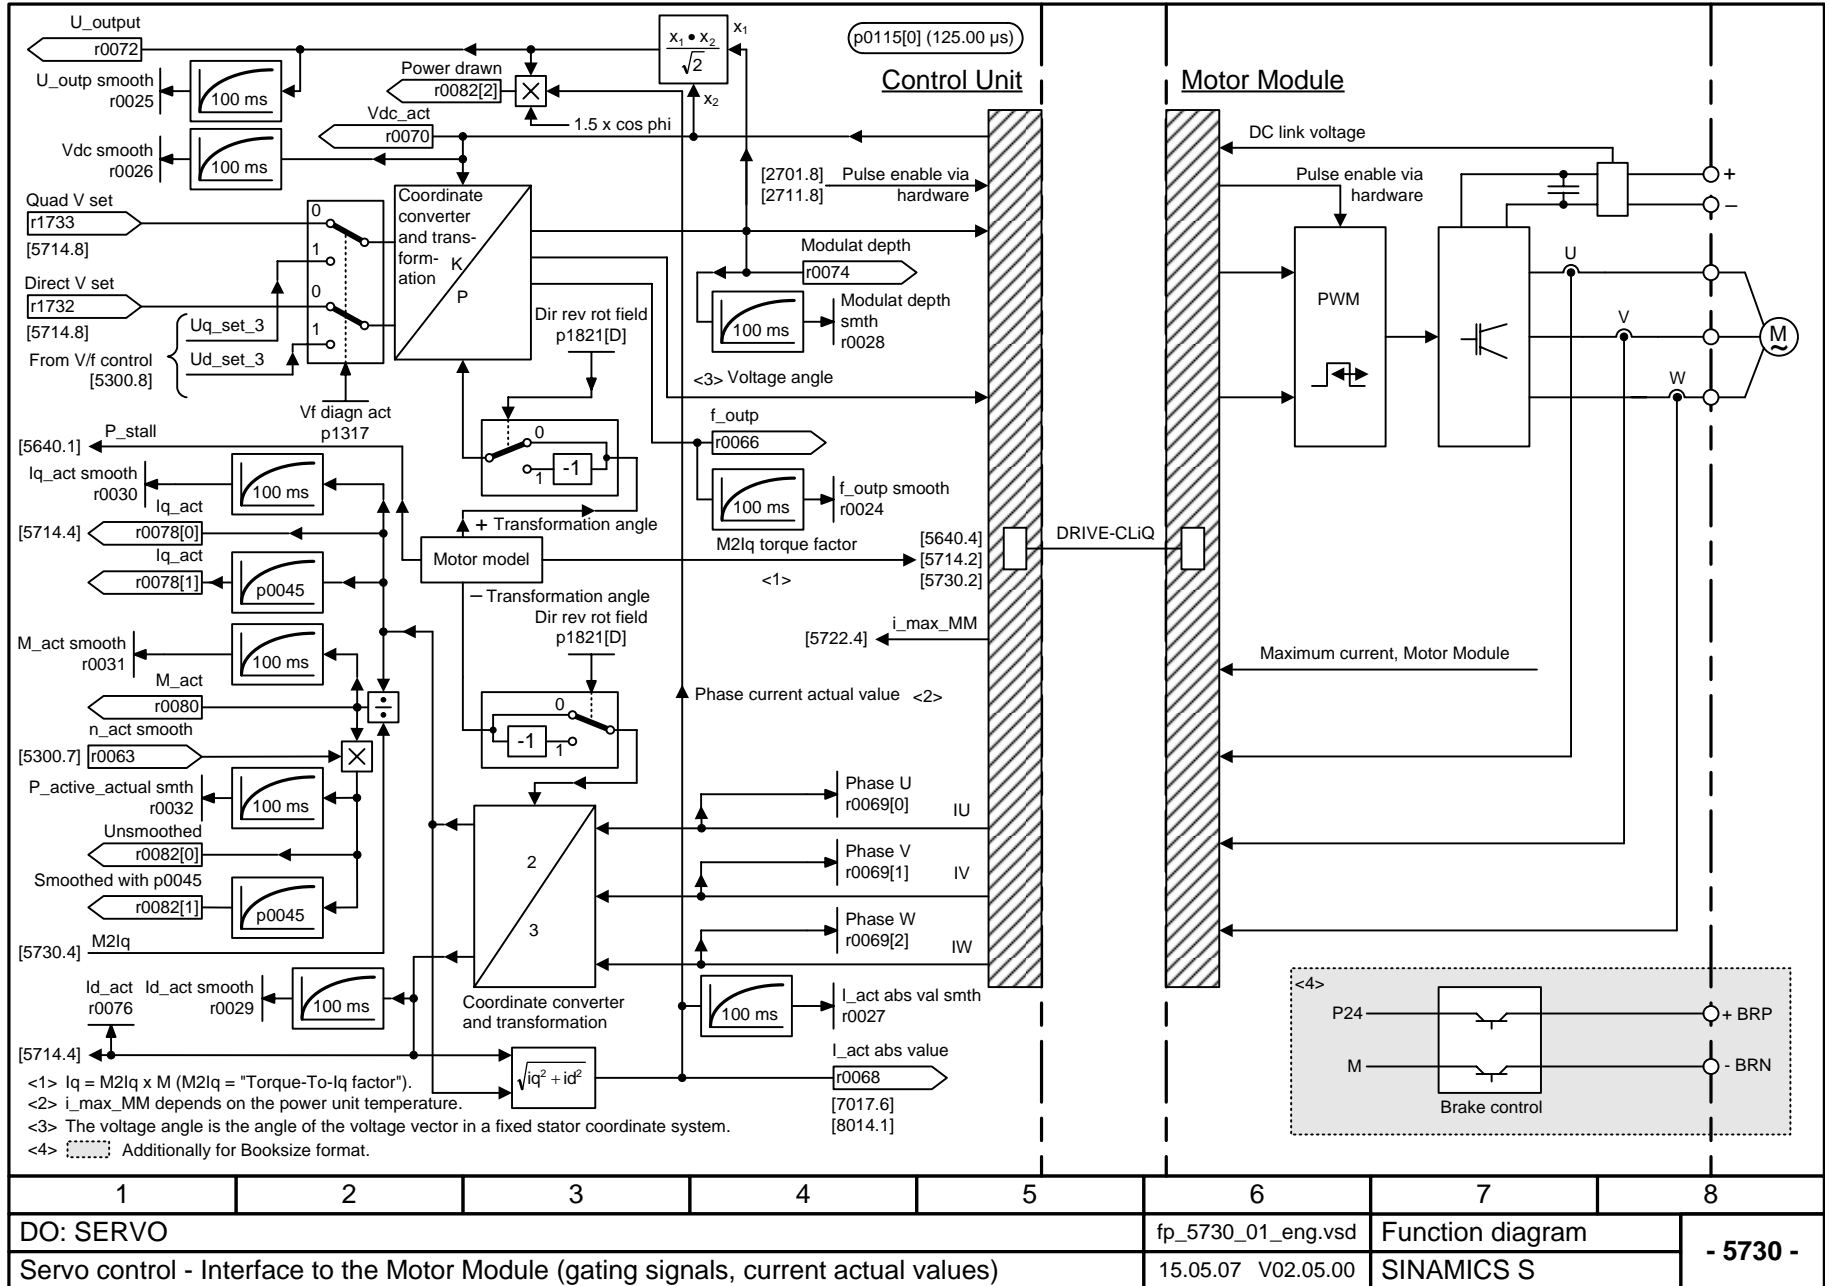 U_output
r0072
U_outp smooth
r0025
100 ms
Power drawn
r0082[2]
x₁ • x₂
√2
x₁
x₂
p0115[0] (125.00 µs)
Control Unit
Motor Module
1.5 x cos phi
Vdc_act
r0070
Vdc smooth
r0026
100 ms
DC link voltage
[2701.8]
[2711.8]
Pulse enable via
hardware
Pulse enable via
hardware
+
–
Quad V set
r1733
[5714.8]
0
1
Coordinate
converter
and trans-
form-
ation
K
P
Direct V set
r1732
[5714.8]
0
1
Uq_set_3
Ud_set_3
From V/f control
[5300.8]
Vf diagn act
p1317
Modulat depth
r0074
100 ms
Modulat depth
smth
r0028
Dir rev rot field
p1821[D]
<3> Voltage angle
PWM
U
V
W
M
~
P_stall
[5640.1]
f_outp
r0066
0
1
-1
Iq_act smooth
r0030
100 ms
100 ms
f_outp smooth
r0024
Iq_act
[5714.4]
r0078[0]
+ Transformation angle
Motor model
M2Iq torque factor
<1>
[5640.4]
[5714.2]
[5730.2]
DRIVE-CLiQ
Iq_act
r0078[1]
p0045
– Transformation angle
Dir rev rot field
p1821[D]
i_max_MM
[5722.4]
M_act smooth
r0031
100 ms
Maximum current, Motor Module
M_act
r0080
÷
0
1
-1
Phase current actual value <2>
n_act smooth
[5300.7]
r0063
P_active_actual smth
r0032
100 ms
Phase U
r0069[0]
IU
Unsmoothed
r0082[0]
2
3
Phase V
r0069[1]
IV
Smoothed with p0045
r0082[1]
p0045
Phase W
r0069[2]
IW
[5730.4]
M2Iq
Id_act
r0076
Id_act smooth
r0029
100 ms
Coordinate converter
and transformation
100 ms
I_act abs val smth
r0027
<4>
P24
+ BRP
M
- BRN
Brake control
[5714.4]
√iq² + id²
I_act abs value
r0068
[7017.6]
[8014.1]
<1> Iq = M2Iq x M (M2Iq = "Torque-To-Iq factor").
<2> i_max_MM depends on the power unit temperature.
<3> The voltage angle is the angle of the voltage vector in a fixed stator coordinate system.
<4> Additionally for Booksize format.
1 2 3 4 5 6 7 8
DO: SERVO
fp_5730_01_eng.vsd
Function diagram
- 5730 -
Servo control - Interface to the Motor Module (gating signals, current actual values)
15.05.07 V02.05.00
SINAMICS S